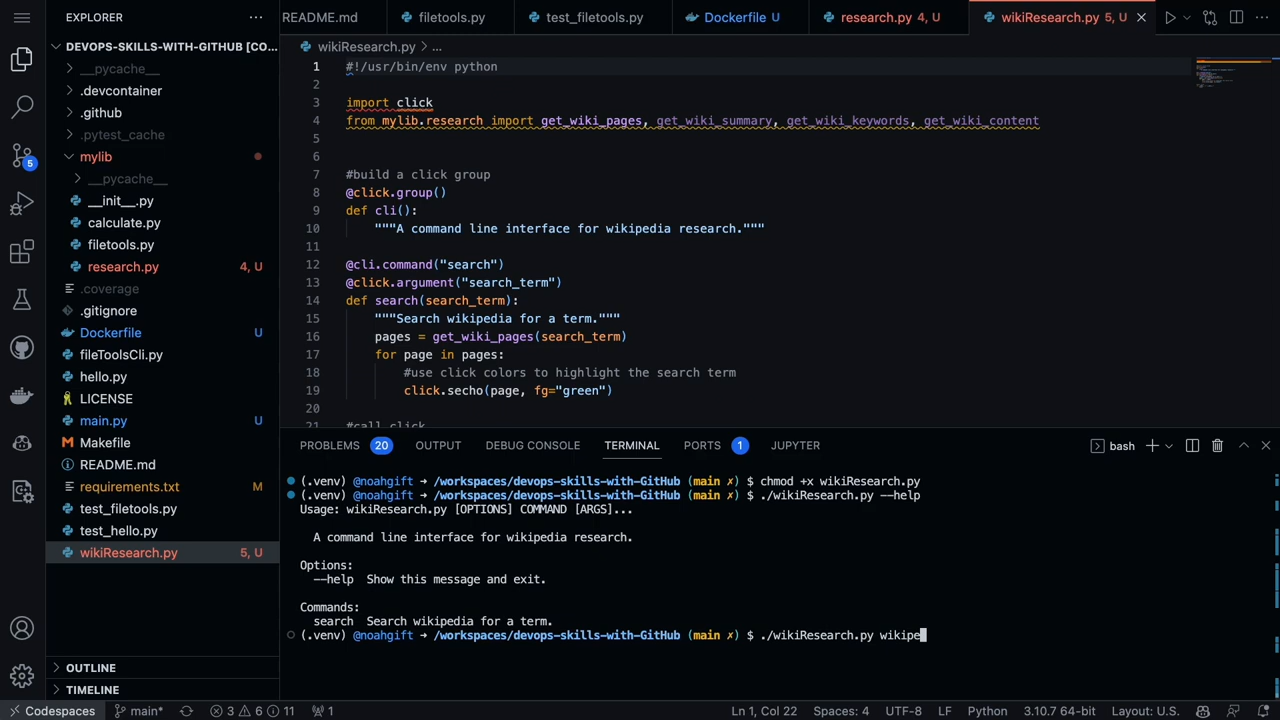 EXPLORER ···
DEVOPS-SKILLS-WITH-GITHUB [CO...
__pycache__
.devcontainer
.github
.pytest_cache
mylib
__pycache__
__init__.py
calculate.py
filetools.py
research.py 4, U
.coverage
.gitignore
Dockerfile U
fileToolsCli.py
hello.py
LICENSE
main.py U
Makefile
README.md
requirements.txt M
test_filetools.py
test_hello.py
wikiResearch.py 5, U
OUTLINE
TIMELINE
5
README.md filetools.py test_filetools.py Dockerfile U research.py 4, U wikiResearch.py 5, U
wikiResearch.py > ...
1 #!/usr/bin/env python
2
3 import click
4 from mylib.research import get_wiki_pages, get_wiki_summary, get_wiki_keywords, get_wiki_content
5
6
7 #build a click group
8 @click.group()
9 def cli():
10 """A command line interface for wikipedia research."""
11
12 @cli.command("search")
13 @click.argument("search_term")
14 def search(search_term):
15 """Search wikipedia for a term."""
16 pages = get_wiki_pages(search_term)
17 for page in pages:
18 #use click colors to highlight the search term
19 click.secho(page, fg="green")
20
21 #call click
PROBLEMS 20 OUTPUT DEBUG CONSOLE TERMINAL PORTS 1 JUPYTER bash
(.venv) @noahgift → /workspaces/devops-skills-with-GitHub (main ✗) $ chmod +x wikiResearch.py
(.venv) @noahgift → /workspaces/devops-skills-with-GitHub (main ✗) $ ./wikiResearch.py --help
Usage: wikiResearch.py [OPTIONS] COMMAND [ARGS]...
A command line interface for wikipedia research.
Options:
--help Show this message and exit.
Commands:
search Search wikipedia for a term.
(.venv) @noahgift → /workspaces/devops-skills-with-GitHub (main ✗) $ ./wikiResearch.py wikipe
Codespaces main* 3 6 11 1 Ln 1, Col 22 Spaces: 4 UTF-8 LF Python 3.10.7 64-bit Layout: U.S.